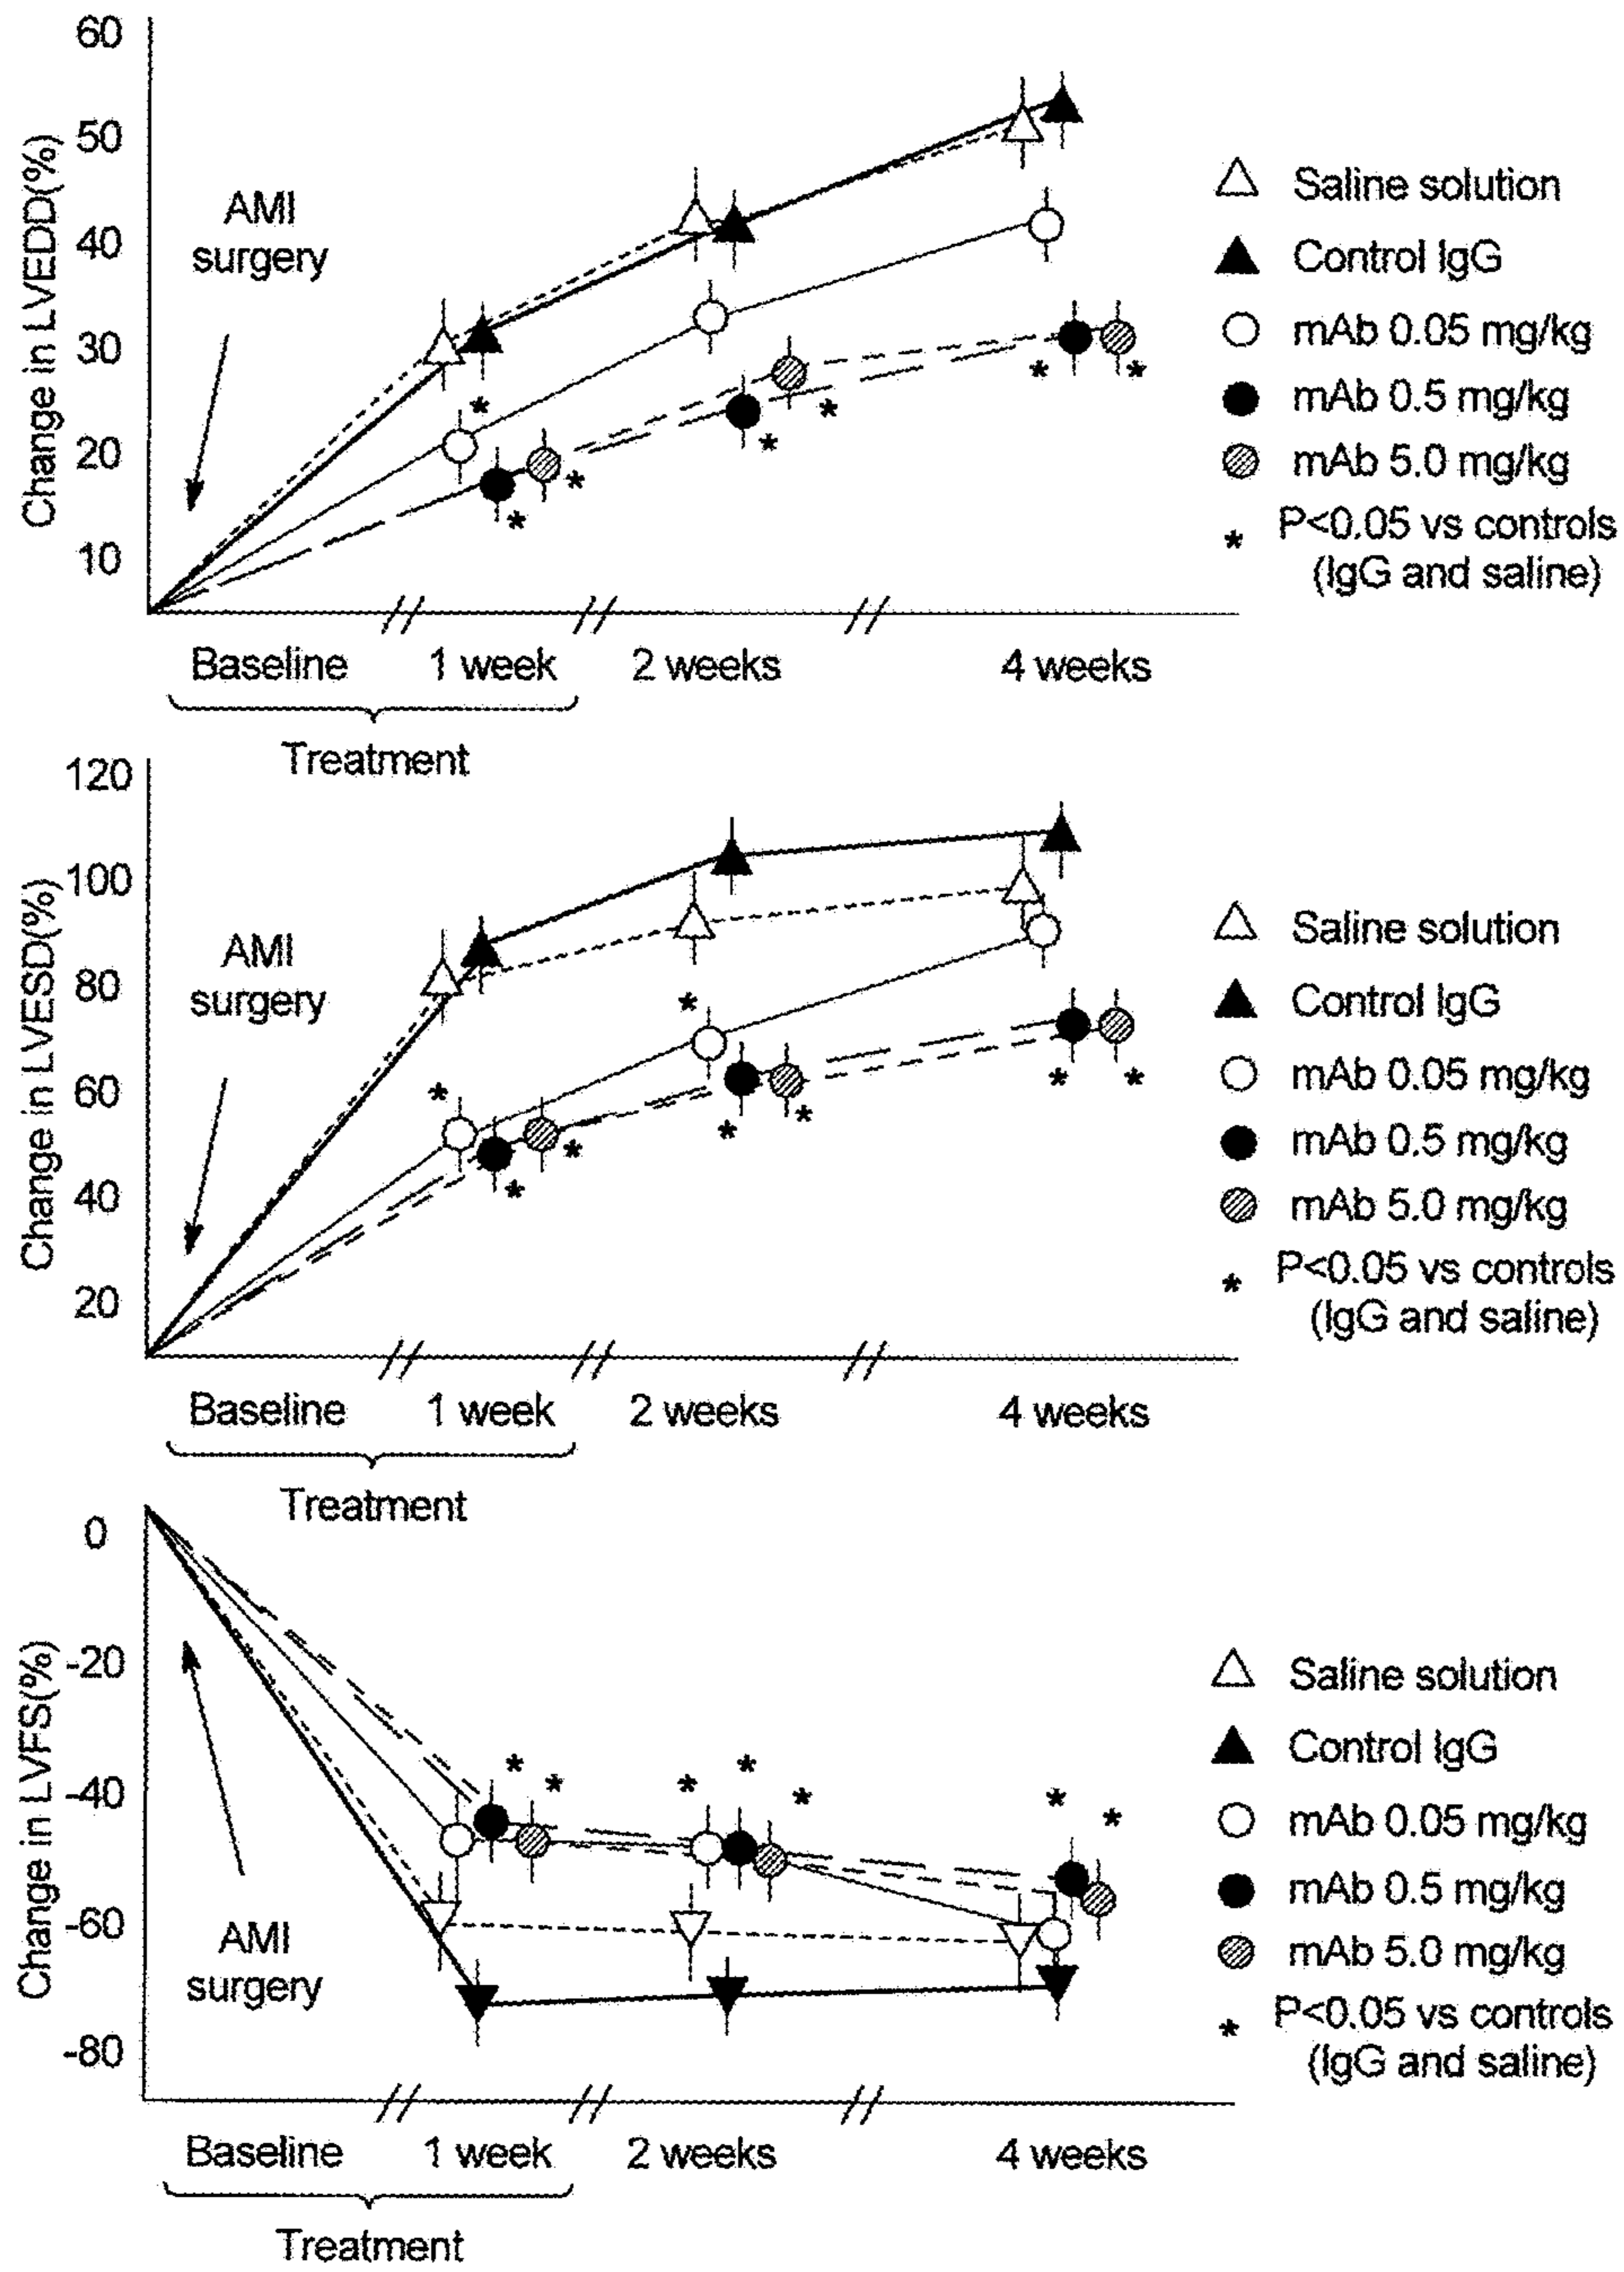 60
50
40
30
20
10
Change in LVEDD(%)
AMI
surgery
*
*
*
*
*
*
*
Saline solution
Control IgG
mAb 0.05 mg/kg
mAb 0.5 mg/kg
mAb 5.0 mg/kg
* P<0.05 vs controls
(IgG and saline)
Baseline 1 week 2 weeks 4 weeks
Treatment
120
100
80
60
40
20
Change in LVESD(%)
AMI
surgery
*
*
*
*
*
*
*
*
Saline solution
Control IgG
mAb 0.05 mg/kg
mAb 0.5 mg/kg
mAb 5.0 mg/kg
* P<0.05 vs controls
(IgG and saline)
Baseline 1 week 2 weeks 4 weeks
Treatment
0
-20
-40
-60
-80
Change in LVFS(%)
AMI
surgery
*
*
*
*
*
*
*
Saline solution
Control IgG
mAb 0.05 mg/kg
mAb 0.5 mg/kg
mAb 5.0 mg/kg
* P<0.05 vs controls
(IgG and saline)
Baseline 1 week 2 weeks 4 weeks
Treatment